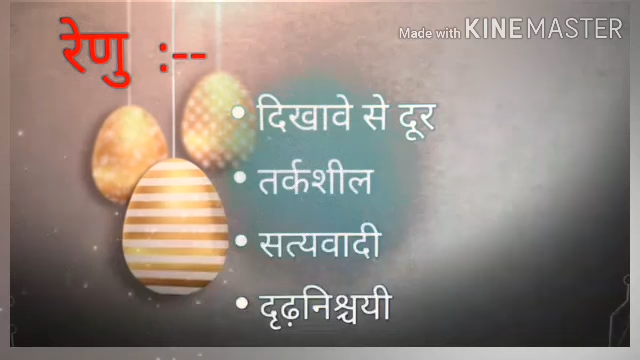 Made with KINEMASTER
रेणु :--
• दिखावे से दूर
• तर्कशील
• सत्यवादी
• दृढ़निश्चयी